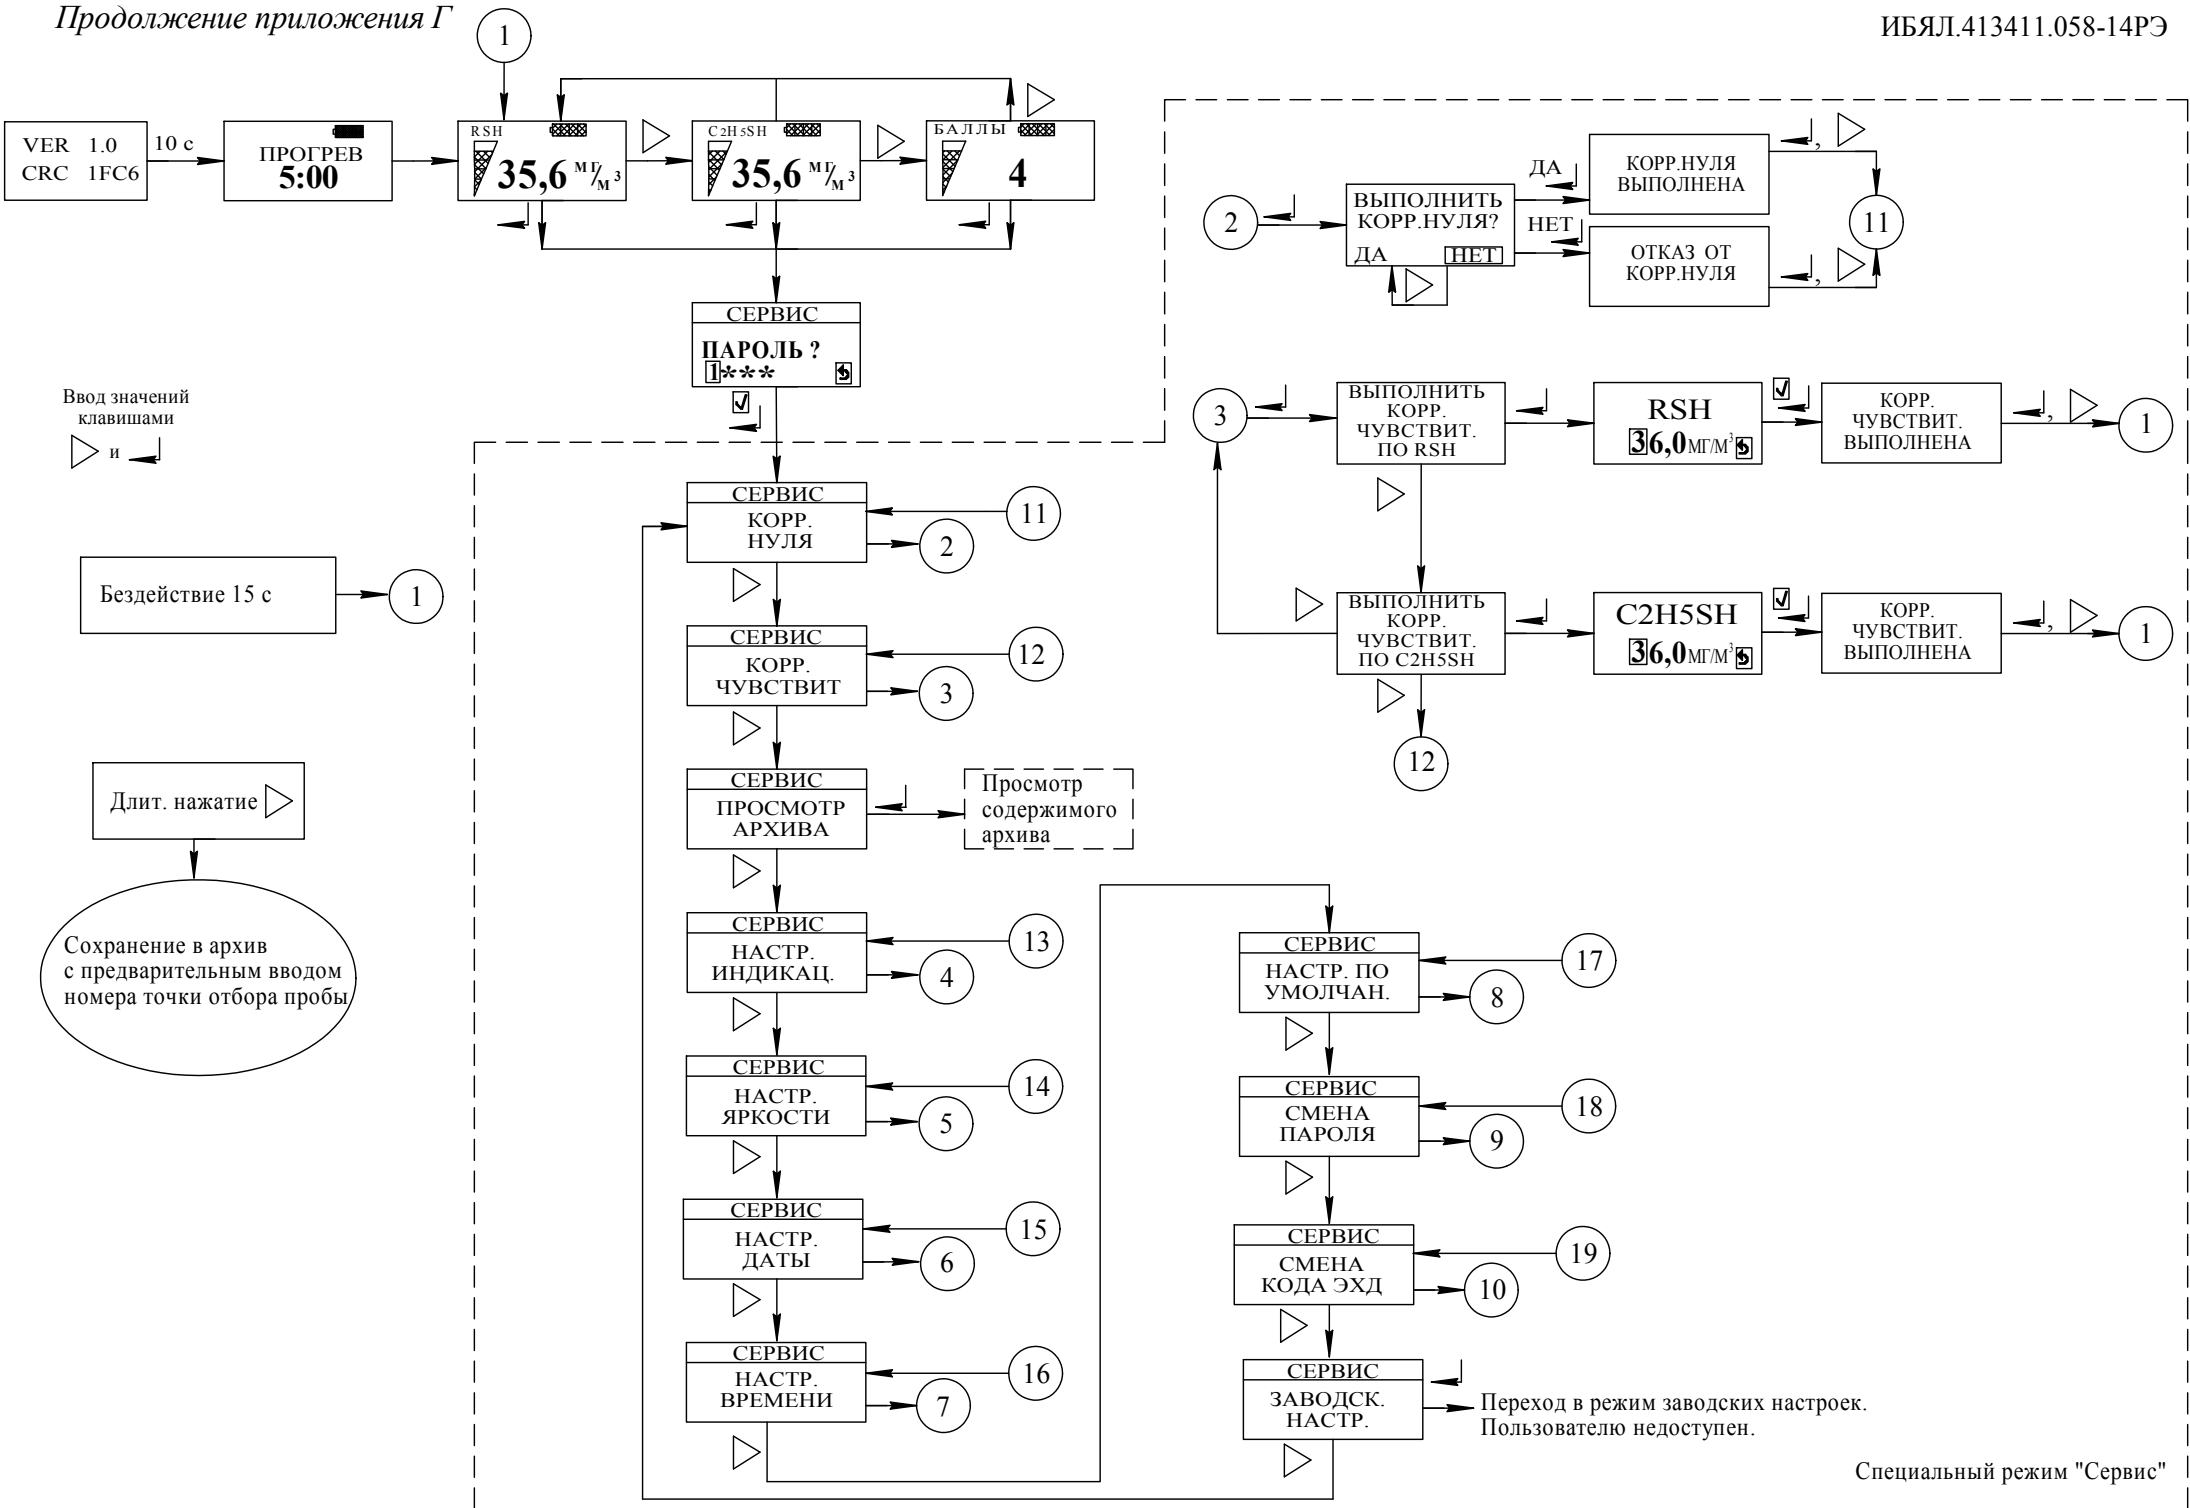 Продолжение приложения Г
ИБЯЛ.413411.058-14РЭ
1
VER 1.0
CRC 1FC6
10 с
ПРОГРЕВ
5:00
RSH
35,6 мг/м³
C2H5SH
35,6 мг/м³
БАЛЛЫ
4
СЕРВИС
ПАРОЛЬ ?
1***
Ввод значений
клавишами
и
Бездействие 15 с
1
Длит. нажатие
Сохранение в архив
с предварительным вводом
номера точки отбора пробы
2
ВЫПОЛНИТЬ
КОРР.НУЛЯ?
ДА НЕТ
ДА
НЕТ
КОРР.НУЛЯ
ВЫПОЛНЕНА
,
ОТКАЗ ОТ
КОРР.НУЛЯ
,
11
3
ВЫПОЛНИТЬ
КОРР.
ЧУВСТВИТ.
ПО RSH
RSH
36,0МГ/М³
КОРР.
ЧУВСТВИТ.
ВЫПОЛНЕНА
,
1
ВЫПОЛНИТЬ
КОРР.
ЧУВСТВИТ.
ПО C2H5SH
C2H5SH
36,0МГ/М³
КОРР.
ЧУВСТВИТ.
ВЫПОЛНЕНА
,
1
12
СЕРВИС
КОРР.
НУЛЯ
11
2
СЕРВИС
КОРР.
ЧУВСТВИТ
12
3
СЕРВИС
ПРОСМОТР
АРХИВА
Просмотр
содержимого
архива
СЕРВИС
НАСТР.
ИНДИКАЦ.
13
4
СЕРВИС
НАСТР.
ЯРКОСТИ
14
5
СЕРВИС
НАСТР.
ДАТЫ
15
6
СЕРВИС
НАСТР.
ВРЕМЕНИ
16
7
СЕРВИС
НАСТР. ПО
УМОЛЧАН.
17
8
СЕРВИС
СМЕНА
ПАРОЛЯ
18
9
СЕРВИС
СМЕНА
КОДА ЭХД
19
10
СЕРВИС
ЗАВОДСК.
НАСТР.
Переход в режим заводских настроек.
Пользователю недоступен.
Специальный режим "Сервис"